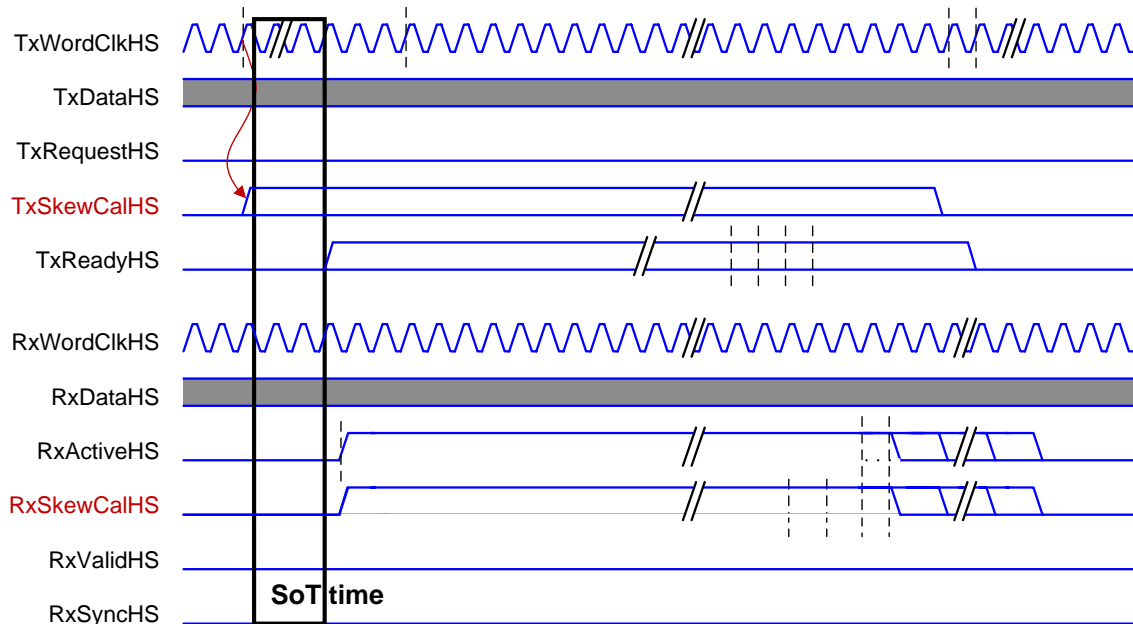 TxWordClkHS
TxDataHS
TxRequestHS
TxSkewCalHS
TxReadyHS
RxWordClkHS
RxDataHS
RxActiveHS
RxSkewCalHS
RxValidHS
SoT time
RxSyncHS